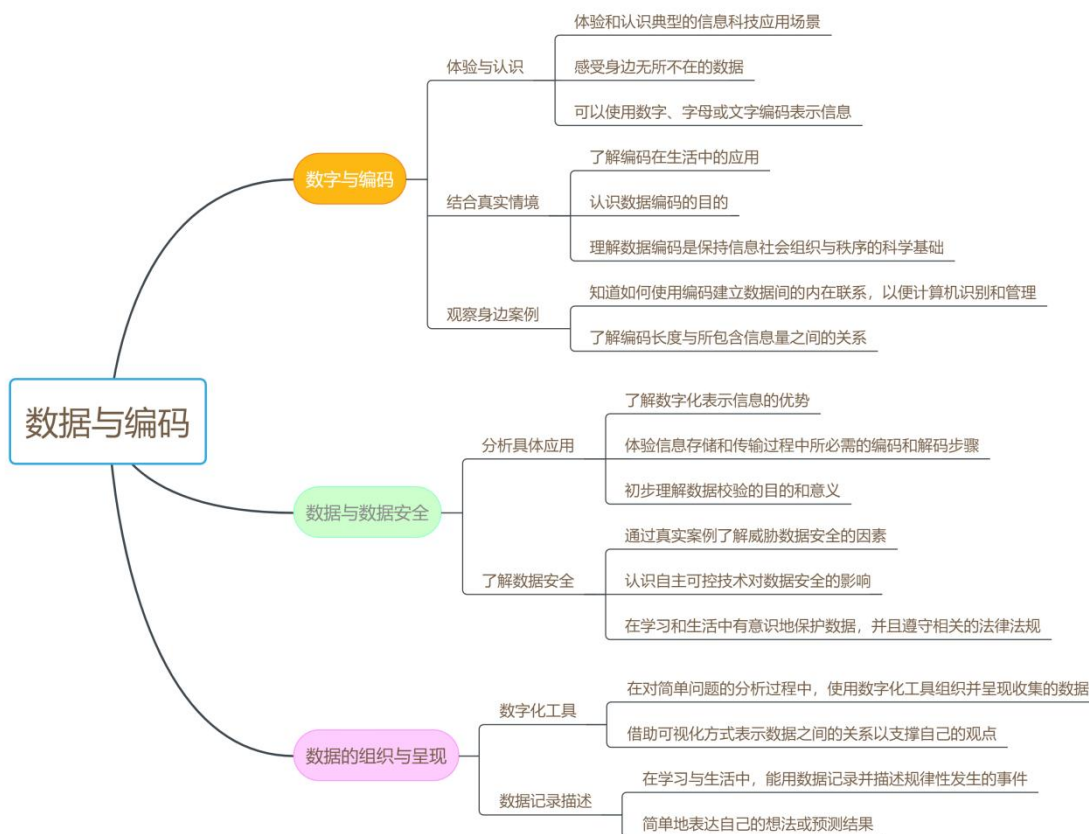 数据与编码
数字与编码
体验与认识
体验和认识典型的信息科技应用场景
感受身边无所不在的数据
可以使用数字、字母或文字编码表示信息
结合真实情境
了解编码在生活中的应用
认识数据编码的目的
理解数据编码是保持信息社会组织与秩序的科学基础
观察身边案例
知道如何使用编码建立数据间的内在联系，以便计算机识别和管理
了解编码长度与所包含信息量之间的关系
数据与数据安全
分析具体应用
了解数字化表示信息的优势
体验信息存储和传输过程中所必需的编码和解码步骤
初步理解数据校验的目的和意义
了解数据安全
通过真实案例了解威胁数据安全的因素
认识自主可控技术对数据安全的影响
在学习和生活中有意识地保护数据，并且遵守相关的法律法规
数据的组织与呈现
数字化工具
在对简单问题的分析过程中，使用数字化工具组织并呈现收集的数据
借助可视化方式表示数据之间的关系以支撑自己的观点
数据记录描述
在学习与生活中，能用数据记录并描述规律性发生的事件
简单地表达自己的想法或预测结果